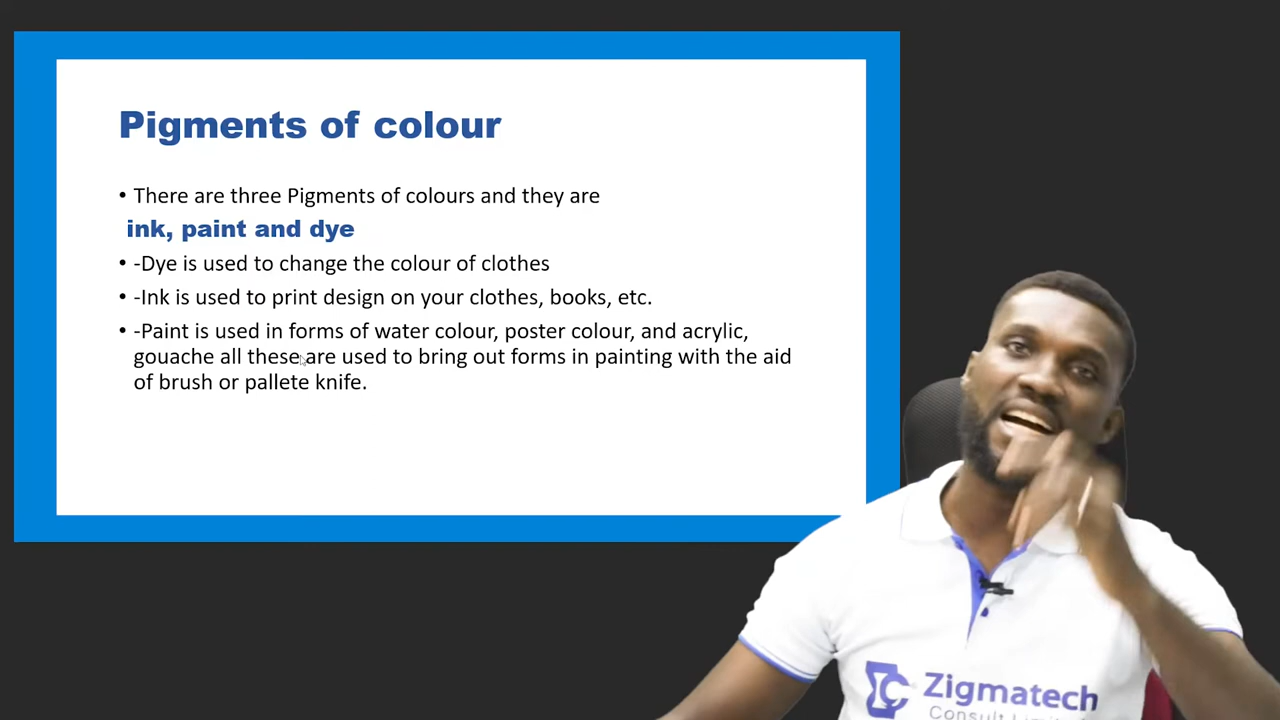 Pigments of colour
• There are three Pigments of colours and they are
ink, paint and dye
• -Dye is used to change the colour of clothes
• -Ink is used to print design on your clothes, books, etc.
• -Paint is used in forms of water colour, poster colour, and acrylic,
gouache all these are used to bring out forms in painting with the aid
of brush or pallete knife.
Zigmatech
Consult